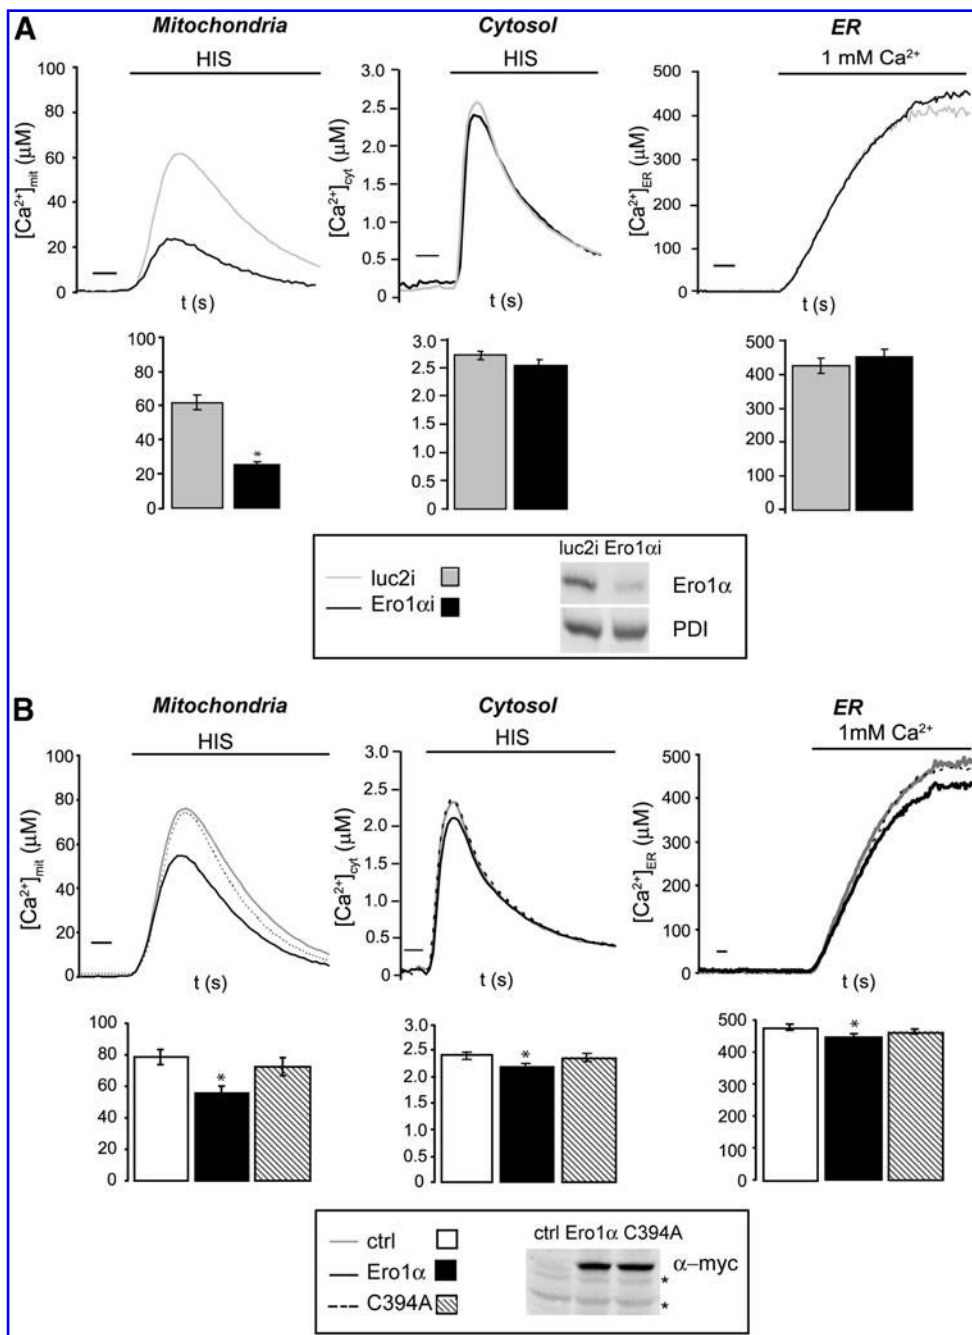 A
Mitochondria
Cytosol
ER
HIS
HIS
1 mM Ca²⁺
[Ca²⁺]mit (μM)
100
80
60
40
20
0
t (s)
[Ca²⁺]cyt (μM)
3.0
2.5
2.0
1.5
1.0
0.5
0
t (s)
[Ca²⁺]ER (μM)
500
400
300
200
60
0
t (s)
100
80
60
40
20
0
*
3.0
2.5
2.0
1.5
1.0
0.5
0
500
400
300
200
100
0
luc2i
Ero1αi
luc2i Ero1αi
Ero1α
PDI
B
Mitochondria
Cytosol
ER
HIS
HIS
1mM Ca²⁺
[Ca²⁺]mit (μM)
100
80
60
40
20
0
t (s)
[Ca²⁺]cyt (μM)
3.0
2.5
2.0
1.5
1.0
0.5
0
t (s)
[Ca²⁺]ER (μM)
500
400
300
200
100
0
t (s)
100
80
60
40
20
0
*
3.0
2.5
2.0
1.5
1.0
0.5
0
*
500
400
300
200
100
0
*
ctrl
Ero1α
C394A
ctrl Ero1α C394A
α–myc
*
*